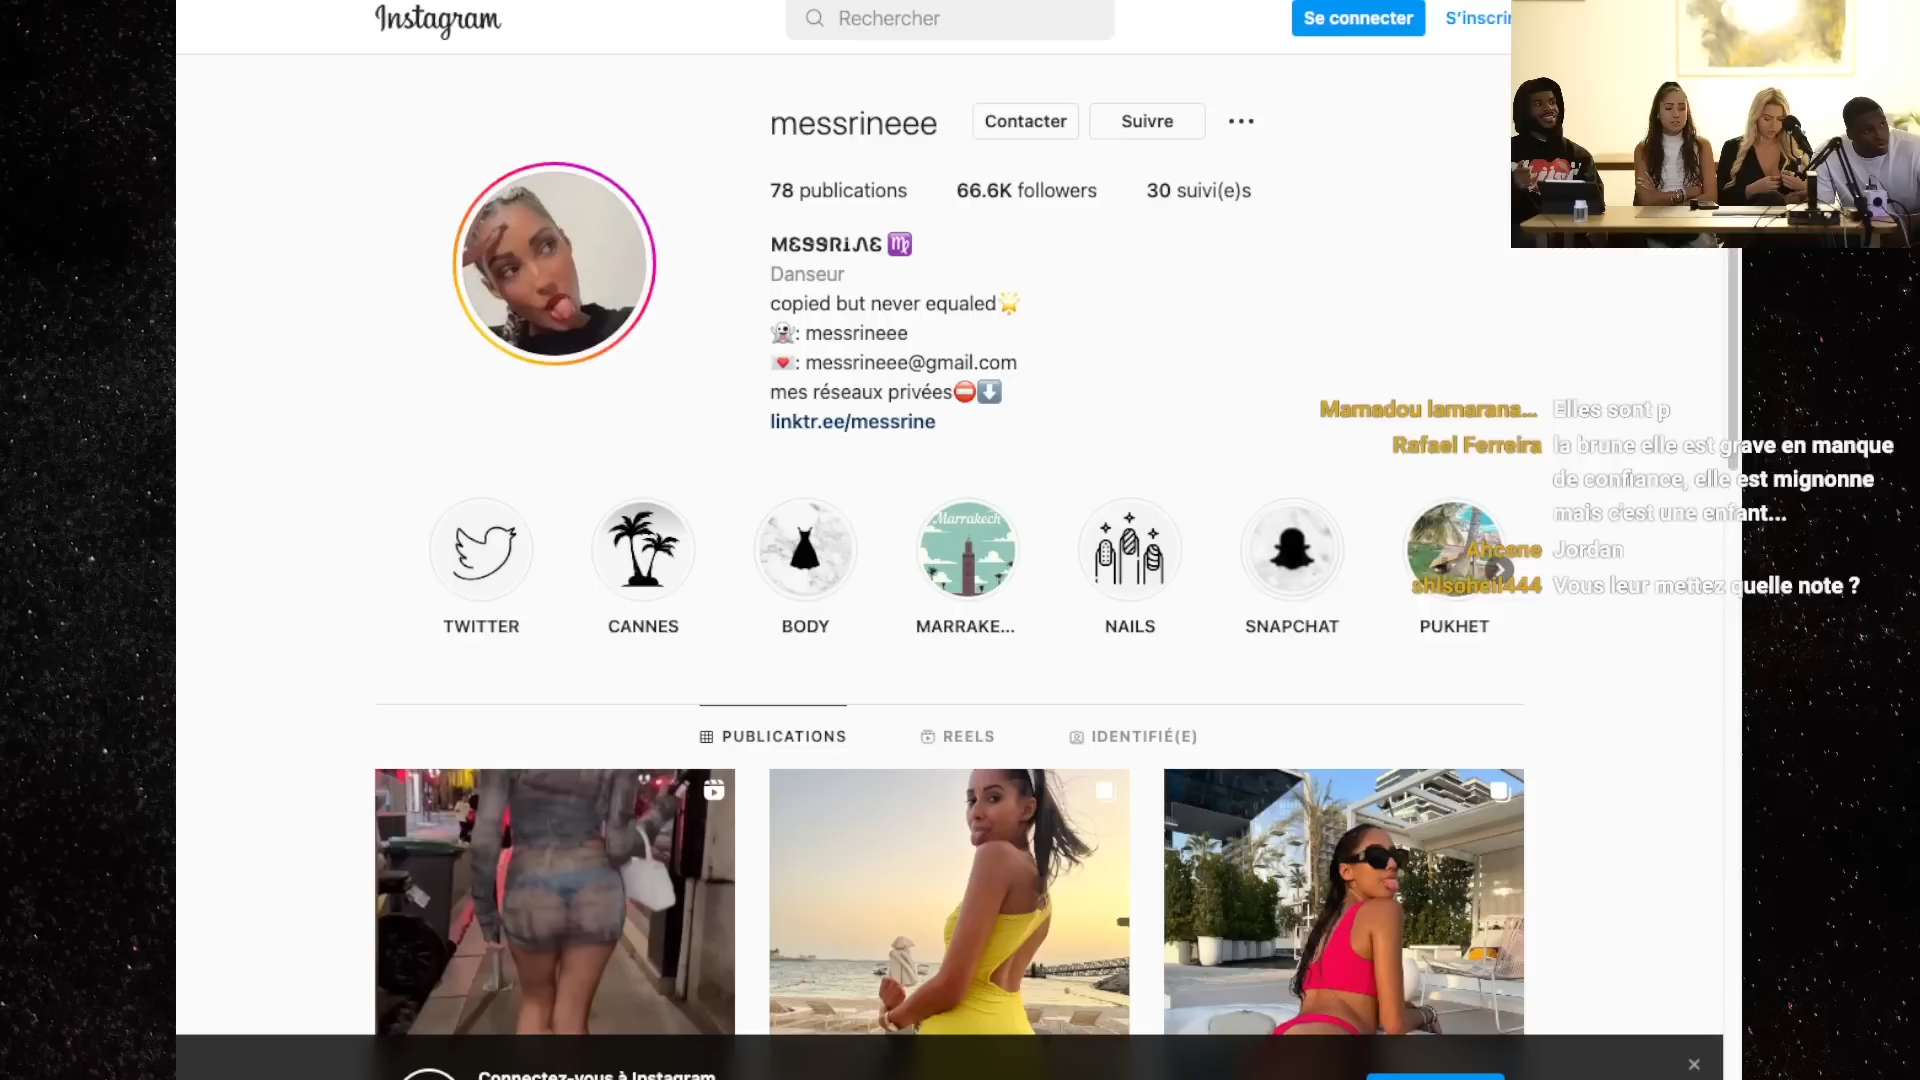 Instagram
Rechercher
Se connecter
S'inscri
messrineee
Contacter
Suivre
78 publications
66.6K followers
30 suivi(e)s
Danseur
copied but never equaled🌟
👻: messrineee
💌: messrineee@gmail.com
mes réseaux privées⛔⬇️
linktr.ee/messrine
Mamadou lamarana... Elles sont p
Rafael Ferreira la brune elle est grave en manque
de confiance, elle est mignonne
mais c'est une enfant...
Ahcene Jordan
shlsoheil444 Vous leur mettez quelle note ?
Marrakech
TWITTER
CANNES
BODY
MARRAKE...
NAILS
SNAPCHAT
PUKHET
PUBLICATIONS
REELS
IDENTIFIÉ(E)
Connectez-vous à Instagram